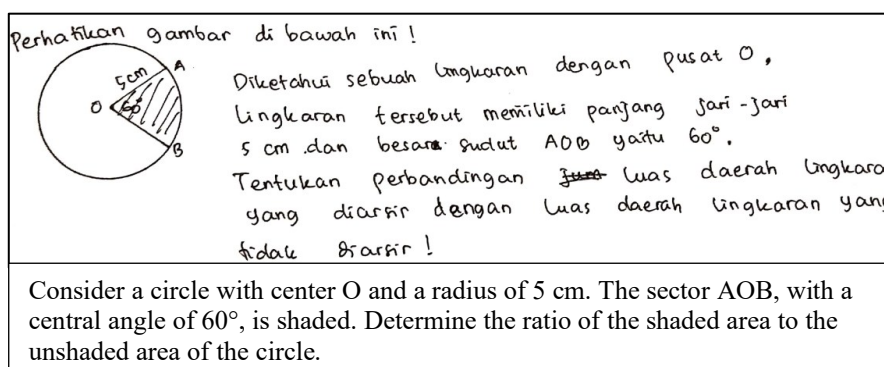 Perhatikan gambar di bawah ini !
5 cm
A
O
60°
B
Diketahui sebuah lingkaran dengan pusat O,
lingkaran tersebut memiliki panjang jari-jari
5 cm dan besar sudut AOB yaitu 60°.
Tentukan perbandingan luas daerah lingkara
yang diarsir dengan luas daerah lingkaran yang
tidak diarsir !
Consider a circle with center O and a radius of 5 cm. The sector AOB, with a
central angle of 60°, is shaded. Determine the ratio of the shaded area to the
unshaded area of the circle.